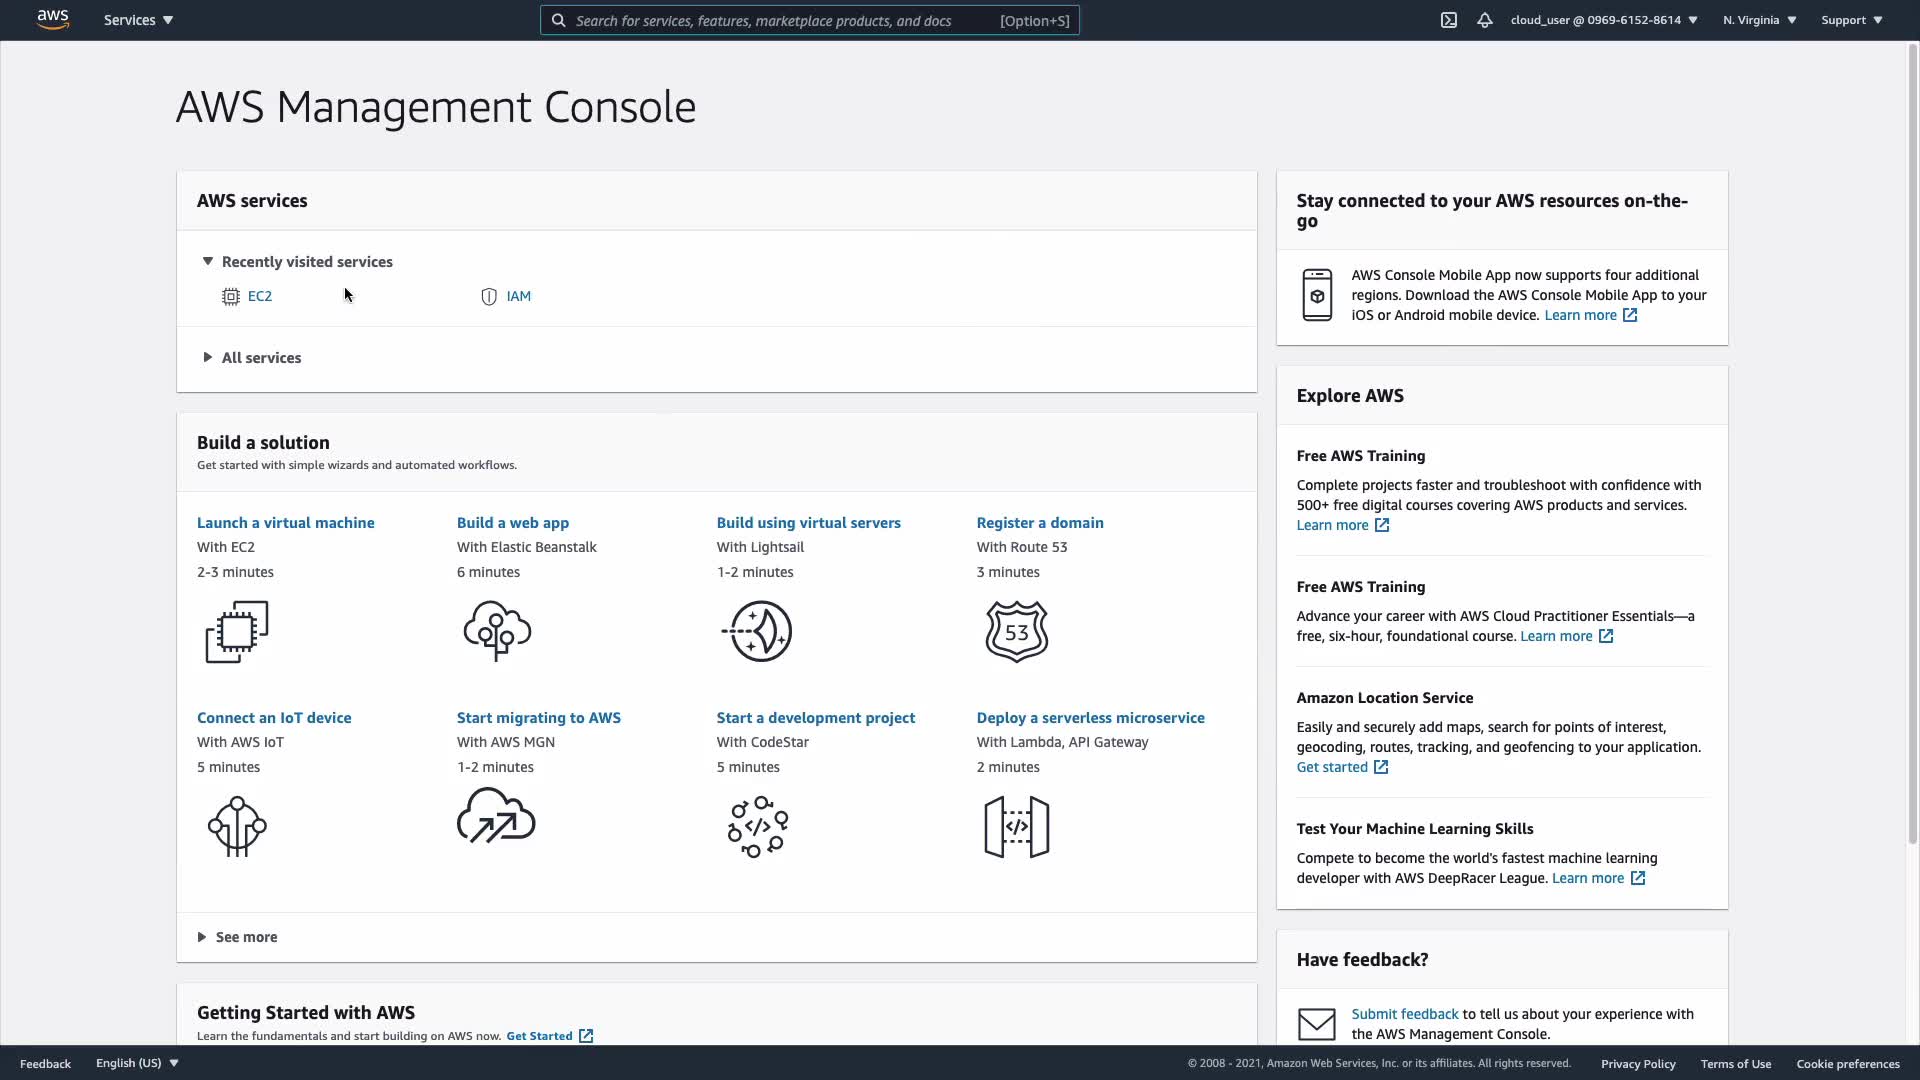 aws
Services
Search for services, features, marketplace products, and docs
[Option+S]
cloud_user @ 0969-6152-8614
N. Virginia
Support
AWS Management Console
AWS services
Recently visited services
EC2
IAM
All services
Build a solution
Get started with simple wizards and automated workflows.
Launch a virtual machine
With EC2
2-3 minutes
Build a web app
With Elastic Beanstalk
6 minutes
Build using virtual servers
With Lightsail
1-2 minutes
Register a domain
With Route 53
3 minutes
53
Connect an IoT device
With AWS IoT
5 minutes
Start migrating to AWS
With AWS MGN
1-2 minutes
Start a development project
With CodeStar
5 minutes
</>
Deploy a serverless microservice
With Lambda, API Gateway
2 minutes
</>
See more
Getting Started with AWS
Learn the fundamentals and start building on AWS now. Get Started
Stay connected to your AWS resources on-the-
go
AWS Console Mobile App now supports four additional
regions. Download the AWS Console Mobile App to your
iOS or Android mobile device. Learn more
Explore AWS
Free AWS Training
Complete projects faster and troubleshoot with confidence with
500+ free digital courses covering AWS products and services.
Learn more
Free AWS Training
Advance your career with AWS Cloud Practitioner Essentials—a
free, six-hour, foundational course. Learn more
Amazon Location Service
Easily and securely add maps, search for points of interest,
geocoding, routes, tracking, and geofencing to your application.
Get started
Test Your Machine Learning Skills
Compete to become the world's fastest machine learning
developer with AWS DeepRacer League. Learn more
Have feedback?
Submit feedback to tell us about your experience with
the AWS Management Console.
Feedback
English (US)
© 2008 - 2021, Amazon Web Services, Inc. or its affiliates. All rights reserved.
Privacy Policy
Terms of Use
Cookie preferences